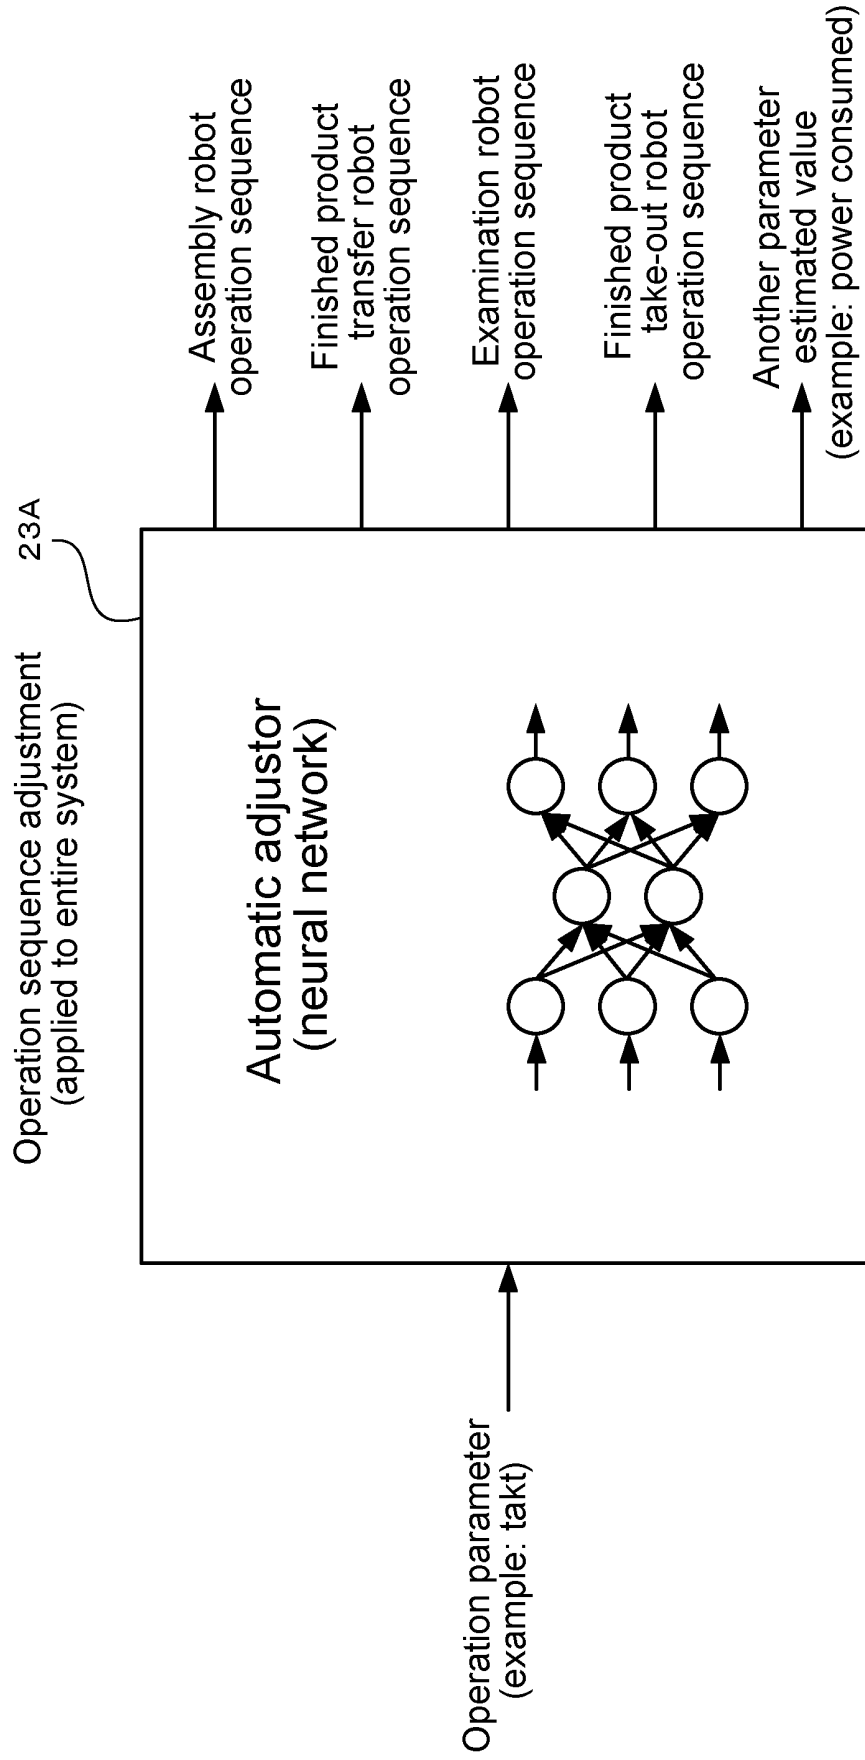 Operation sequence adjustment
(applied to entire system)
23A
Operation parameter
(example: takt)
Automatic adjustor
(neural network)
Assembly robot
operation sequence
Finished product
transfer robot
operation sequence
Examination robot
operation sequence
Finished product
take-out robot
operation sequence
Another parameter
estimated value
(example: power consumed)